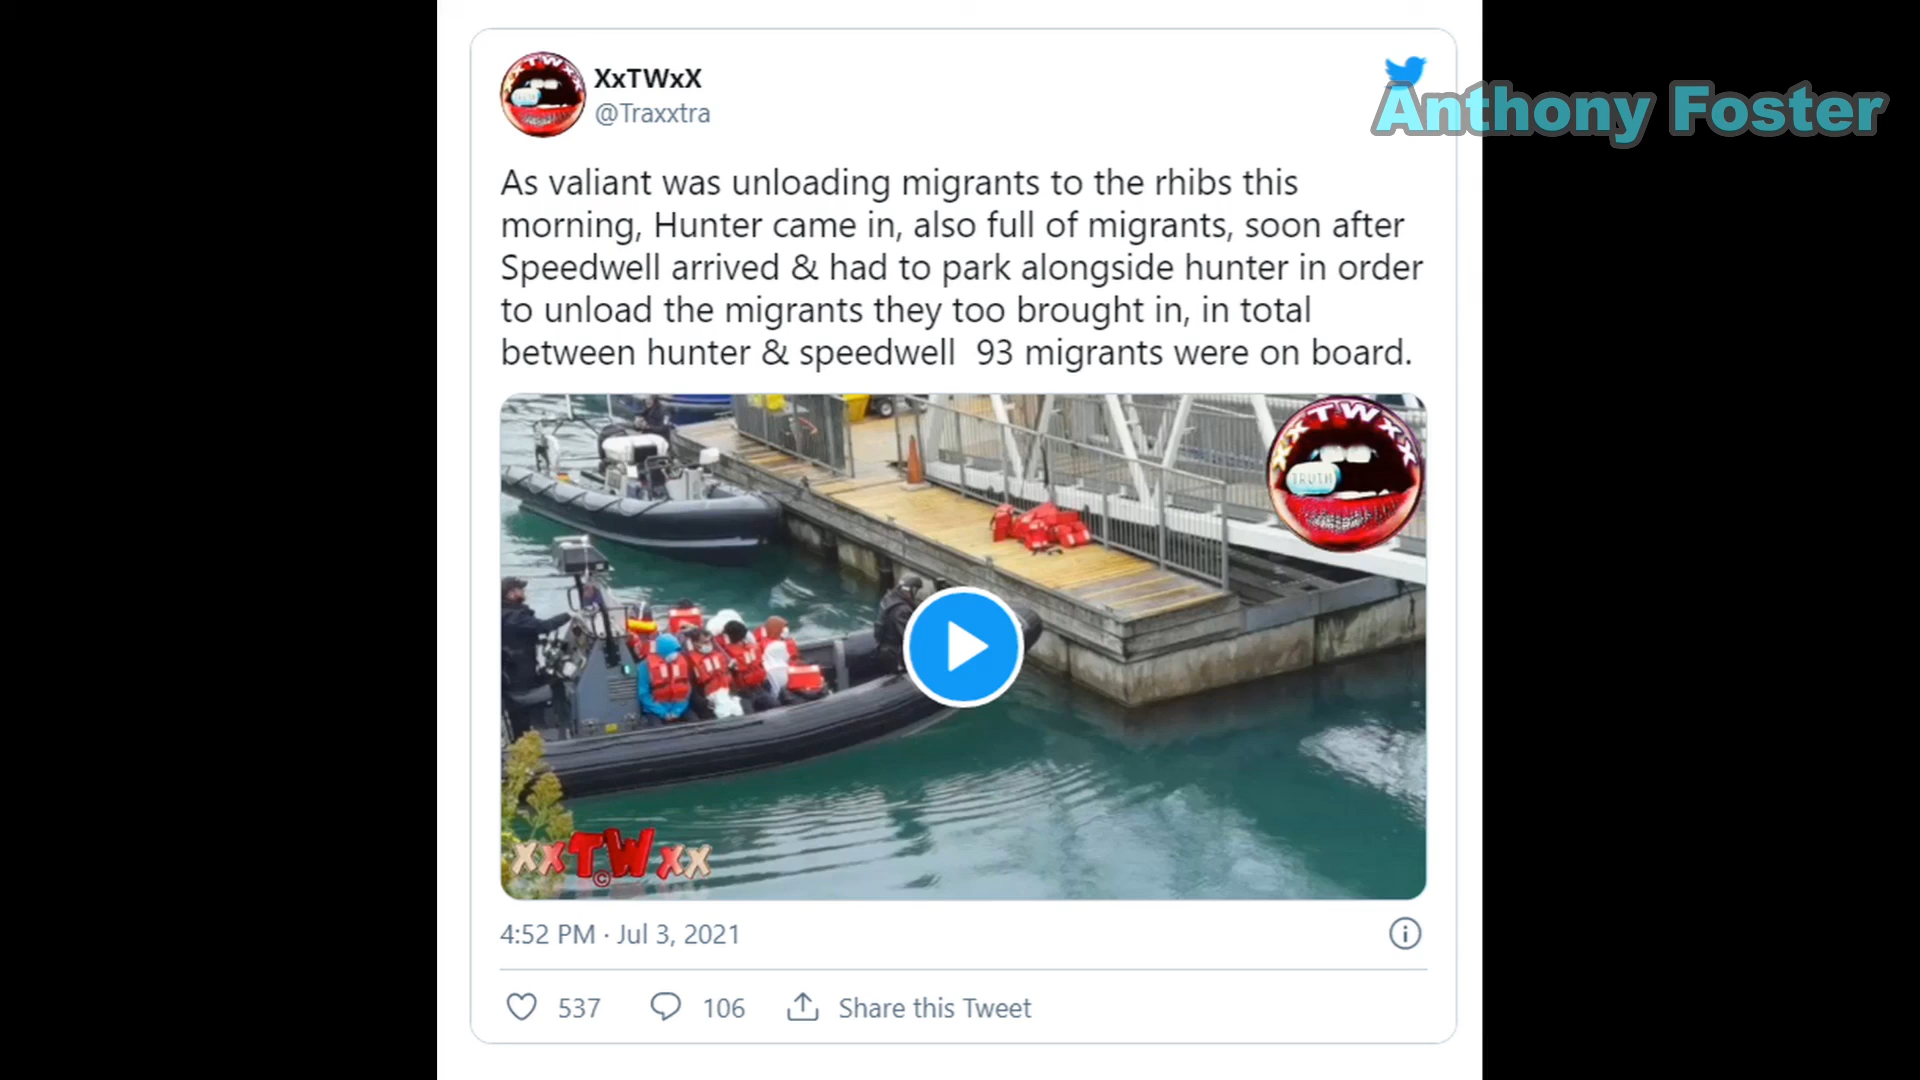 XxTWxX
@Traxxtra
Anthony Foster
As valiant was unloading migrants to the rhibs this
morning, Hunter came in, also full of migrants, soon after
Speedwell arrived & had to park alongside hunter in order
to unload the migrants they too brought in, in total
between hunter & speedwell  93 migrants were on board.
XxTWxX
TRUTH
xxTWxx
©
4:52 PM · Jul 3, 2021
537
106
Share this Tweet